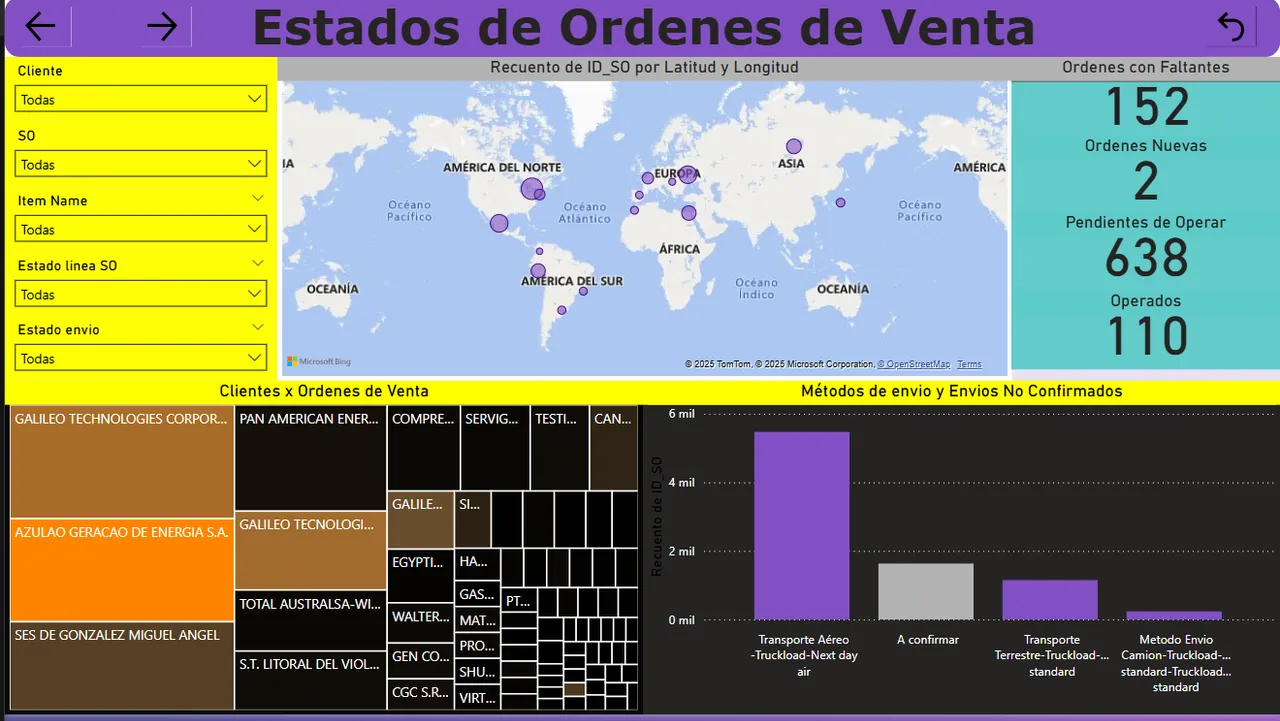 Estados de Ordenes de Venta
Cliente
Todas
SO
Todas
Item Name
Todas
Estado linea SO
Todas
Estado envio
Todas
Recuento de ID_SO por Latitud y Longitud
IA
AMÉRICA DEL NORTE
EUROPA
ASIA
AMÉRICA
Océano
Pacífico
Océano
Atlántico
Océano
Pacífico
ÁFRICA
OCEANÍA
AMÉRICA DEL SUR
Océano
Índico
OCEANÍA
Microsoft Bing
© 2025 TomTom, © 2025 Microsoft Corporation, © OpenStreetMap Terms
Ordenes con Faltantes
152
Ordenes Nuevas
2
Pendientes de Operar
638
Operados
110
Clientes x Ordenes de Venta
GALILEO TECHNOLOGIES CORPOR...
AZULAO GERACAO DE ENERGIA S.A.
SES DE GONZALEZ MIGUEL ANGEL
PAN AMERICAN ENER...
GALILEO TECNOLOGI...
TOTAL AUSTRALSA-WI...
S.T. LITORAL DEL VIOL...
COMPRE...
SERVIG...
TESTI...
CAN...
GALILE...
SI...
EGYPTI...
WALTER...
GEN CO...
CGC S.R...
HA...
GAS...
MAT...
PRO...
SHU...
VIRT...
PT...
Métodos de envio y Envios No Confirmados
Recuento de ID_SO
6 mil
4 mil
2 mil
0 mil
Transporte Aéreo
-Truckload-Next day
air
A confirmar
Transporte
Terrestre-Truckload-...
standard
Metodo Envio
Camion-Truckload-...
standard-Truckload...
standard